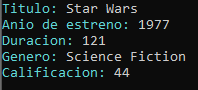 Titulo: Star Wars
Anio de estreno: 1977
Duracion: 121
Genero: Science Fiction
Calificacion: 44